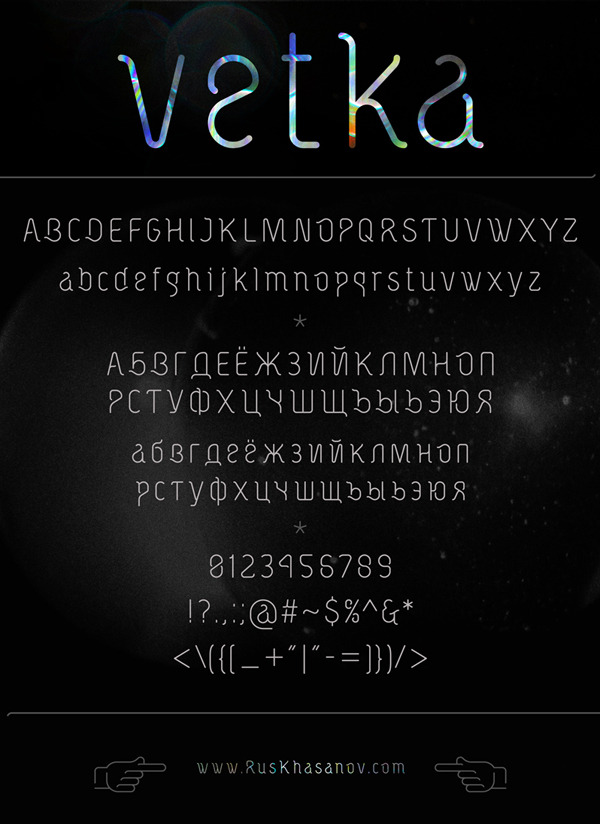 vetka
ABCDEFGHIJKLMNOPQRSTUVWXYZ
abcdefghijklmnopqrstuvwxyz
*
АБВГДЕЁЖЗИЙКЛМНОП
РСТУФХЦЧШЩЪЫЬЭЮЯ
абвгдеёжзийклмноп
рстуфхцчшщъыьэюя
*
0123456789
!?.,:;@#~$%^&*
<\({[_+"|"-=]})/>
www.RusKhasanov.com